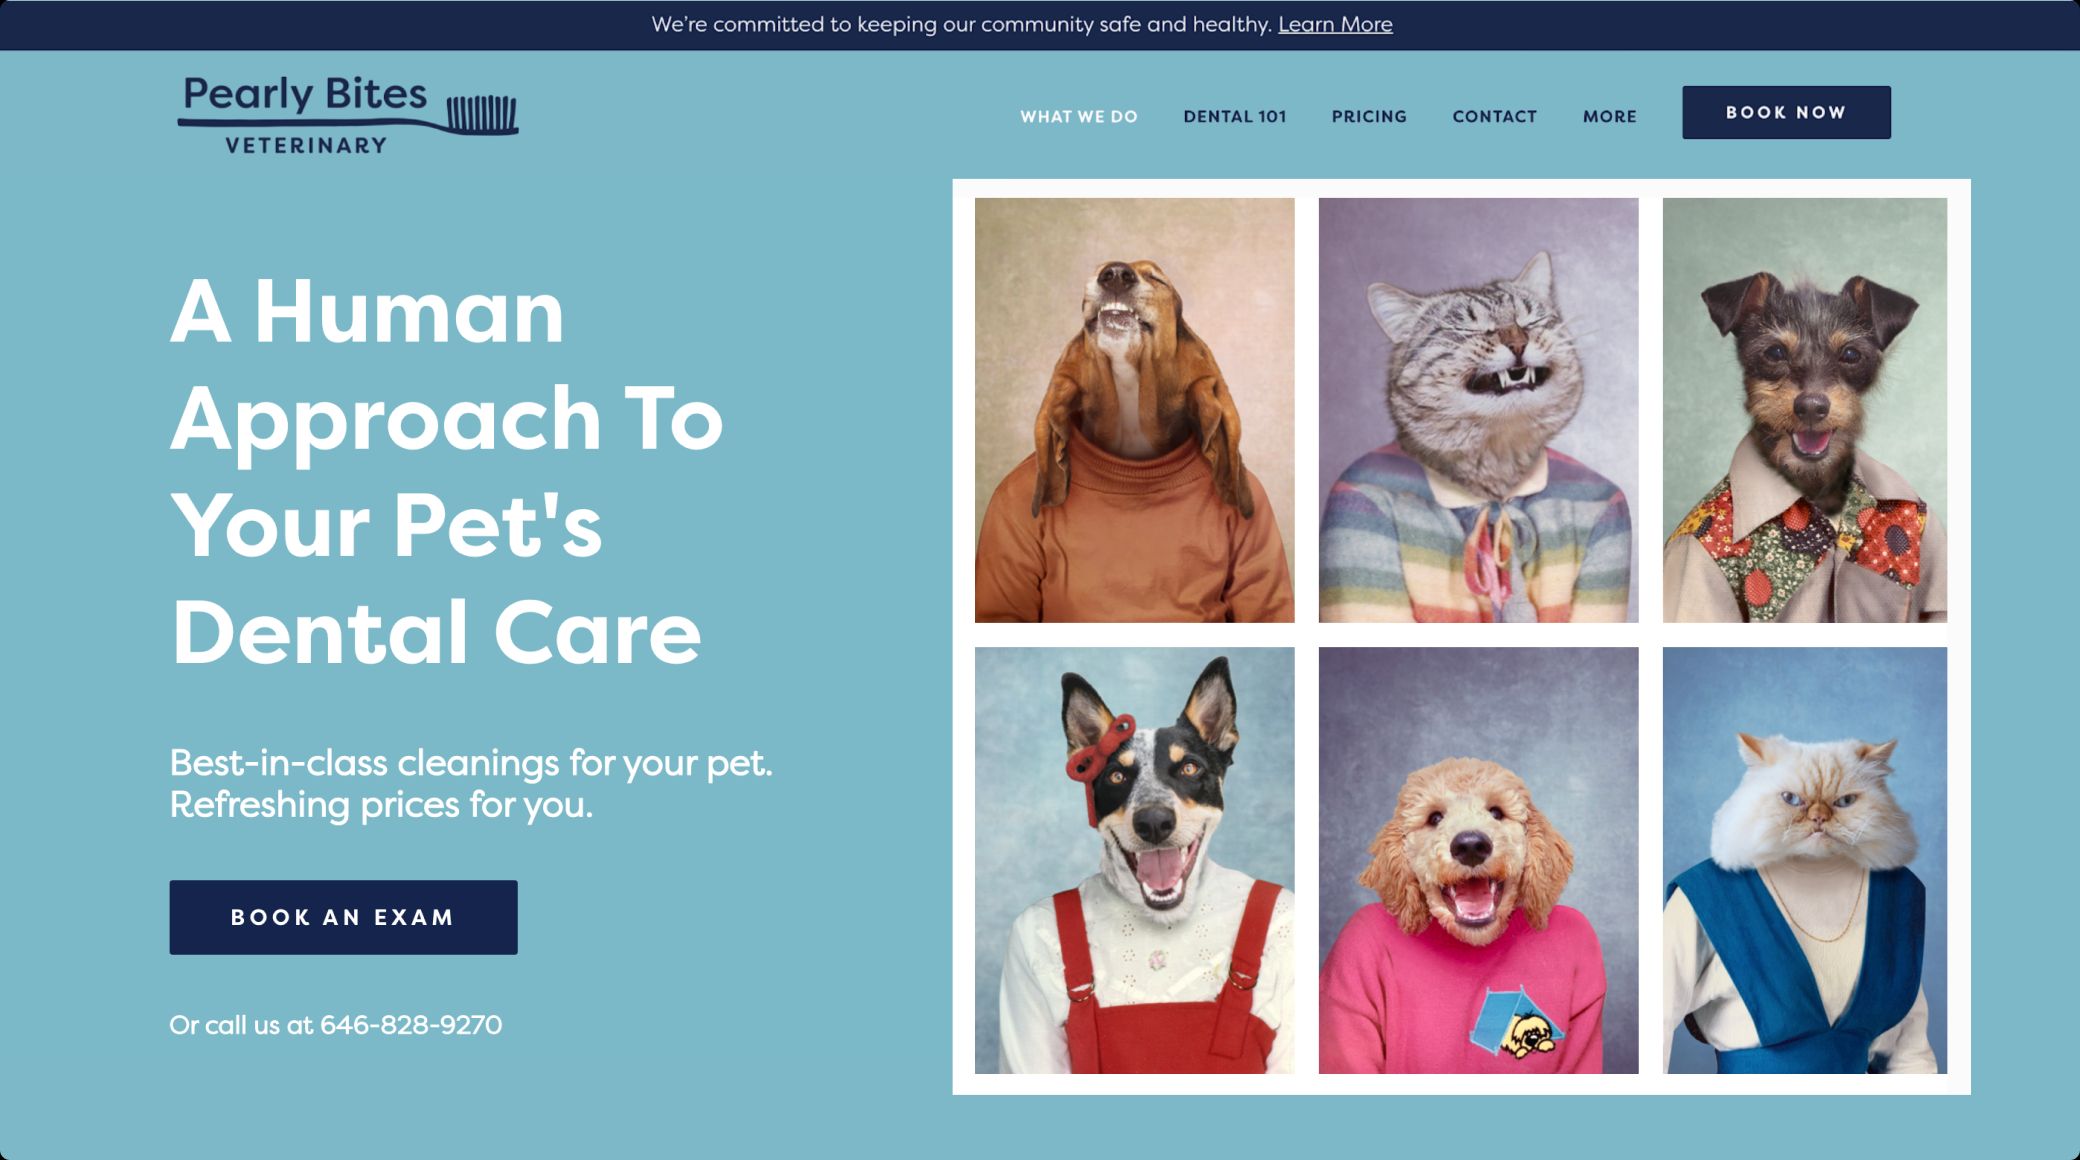 We're committed to keeping our community safe and healthy. Learn More
Pearly Bites
VETERINARY
WHAT WE DO
DENTAL 101
PRICING
CONTACT
MORE
BOOK NOW
A Human
Approach To
Your Pet's
Dental Care
Best-in-class cleanings for your pet.
Refreshing prices for you.
BOOK AN EXAM
Or call us at 646-828-9270